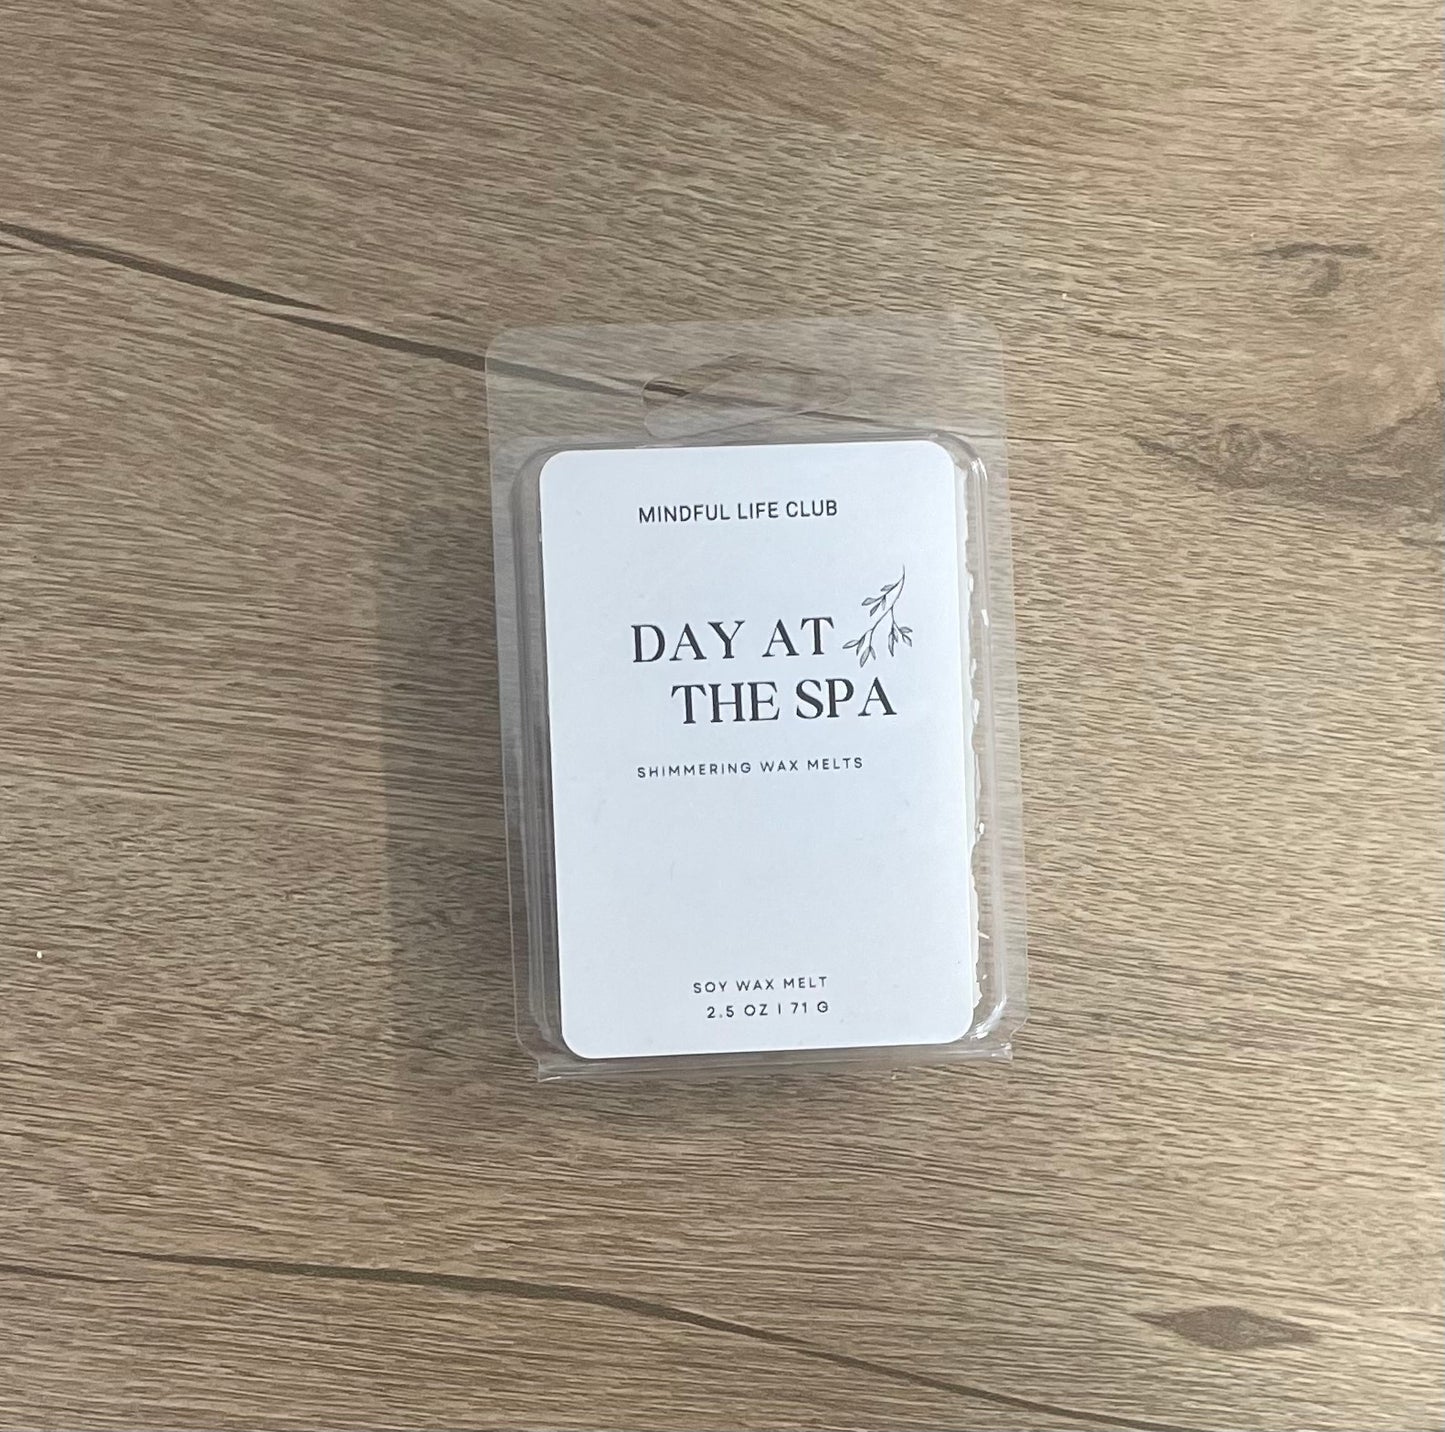 MINDFUL LIFE CLUB
DAY AT
THE SPA
SHIMMERING WAX MELTS
SOY WAX MELT
2.5 OZ | 71 G